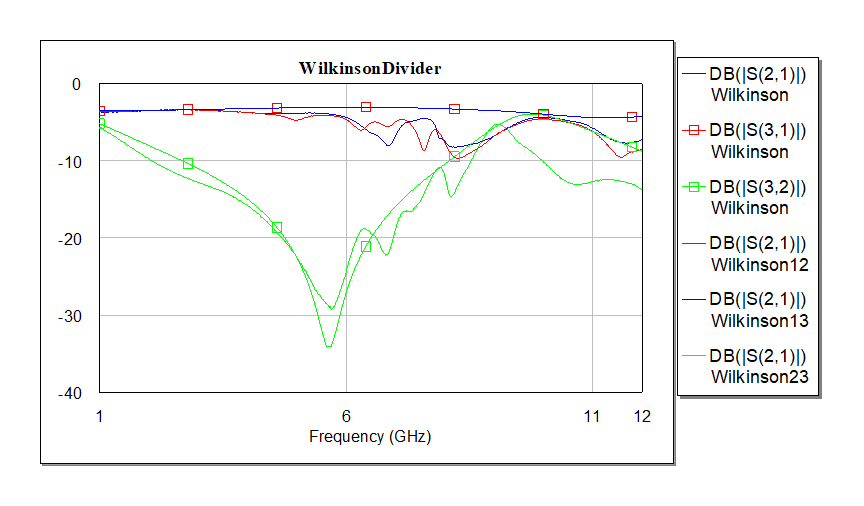 WilkinsonDivider
0
-10
-20
-30
-40
1
6
11
12
Frequency (GHz)
DB(|S(2,1)|)
Wilkinson
DB(|S(3,1)|)
Wilkinson
DB(|S(3,2)|)
Wilkinson
DB(|S(2,1)|)
Wilkinson12
DB(|S(2,1)|)
Wilkinson13
DB(|S(2,1)|)
Wilkinson23